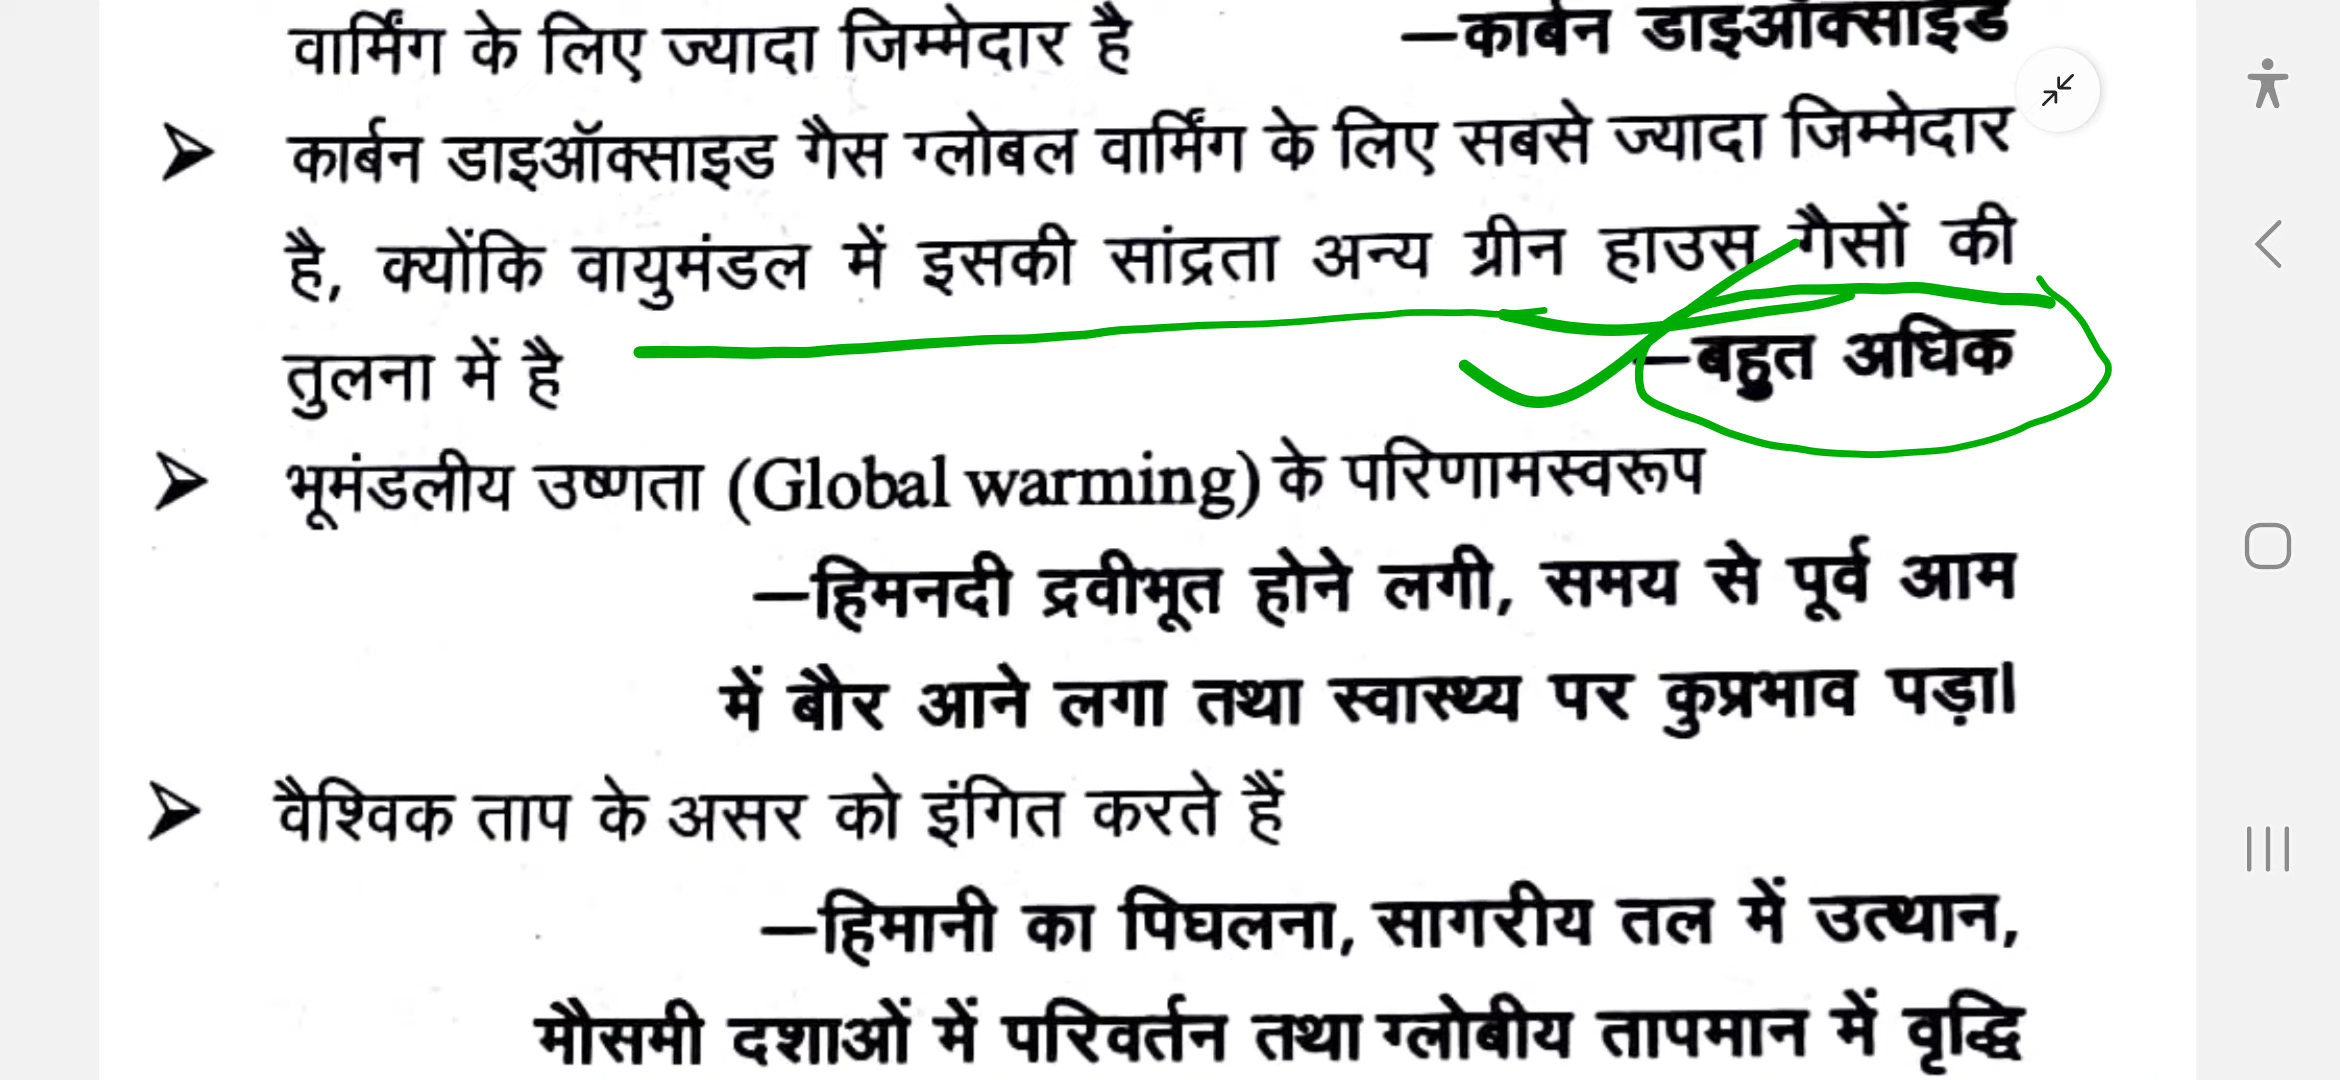 वार्मिंग के लिए ज्यादा जिम्मेदार है —कार्बन डाइऑक्साइड
कार्बन डाइऑक्साइड गैस ग्लोबल वार्मिंग के लिए सबसे ज्यादा जिम्मेदार
है, क्योंकि वायुमंडल में इसकी सांद्रता अन्य ग्रीन हाउस गैसों की
तुलना में है —बहुत अधिक
भूमंडलीय उष्णता (Global warming) के परिणामस्वरूप
—हिमनदी द्रवीभूत होने लगी, समय से पूर्व आम
में बौर आने लगा तथा स्वास्थ्य पर कुप्रभाव पड़ा।
वैश्विक ताप के असर को इंगित करते हैं
—हिमानी का पिघलना, सागरीय तल में उत्थान,
मौसमी दशाओं में परिवर्तन तथा ग्लोबीय तापमान में वृद्धि